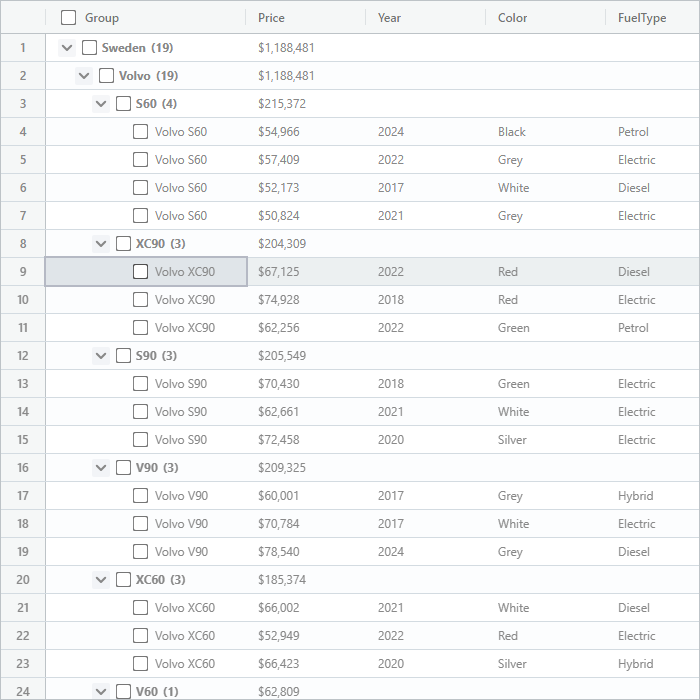 Group Price Year Color FuelType
1 Sweden (19) $1,188,481
2 Volvo (19) $1,188,481
3 S60 (4) $215,372
4 Volvo S60 $54,966 2024 Black Petrol
5 Volvo S60 $57,409 2022 Grey Electric
6 Volvo S60 $52,173 2017 White Diesel
7 Volvo S60 $50,824 2021 Grey Electric
8 XC90 (3) $204,309
9 Volvo XC90 $67,125 2022 Red Diesel
10 Volvo XC90 $74,928 2018 Red Electric
11 Volvo XC90 $62,256 2022 Green Petrol
12 S90 (3) $205,549
13 Volvo S90 $70,430 2018 Green Electric
14 Volvo S90 $62,661 2021 White Electric
15 Volvo S90 $72,458 2020 Silver Electric
16 V90 (3) $209,325
17 Volvo V90 $60,001 2017 Grey Hybrid
18 Volvo V90 $70,784 2017 White Electric
19 Volvo V90 $78,540 2024 Grey Diesel
20 XC60 (3) $185,374
21 Volvo XC60 $66,002 2021 White Diesel
22 Volvo XC60 $52,949 2022 Red Electric
23 Volvo XC60 $66,423 2020 Silver Hybrid
24 V60 (1) $62,809